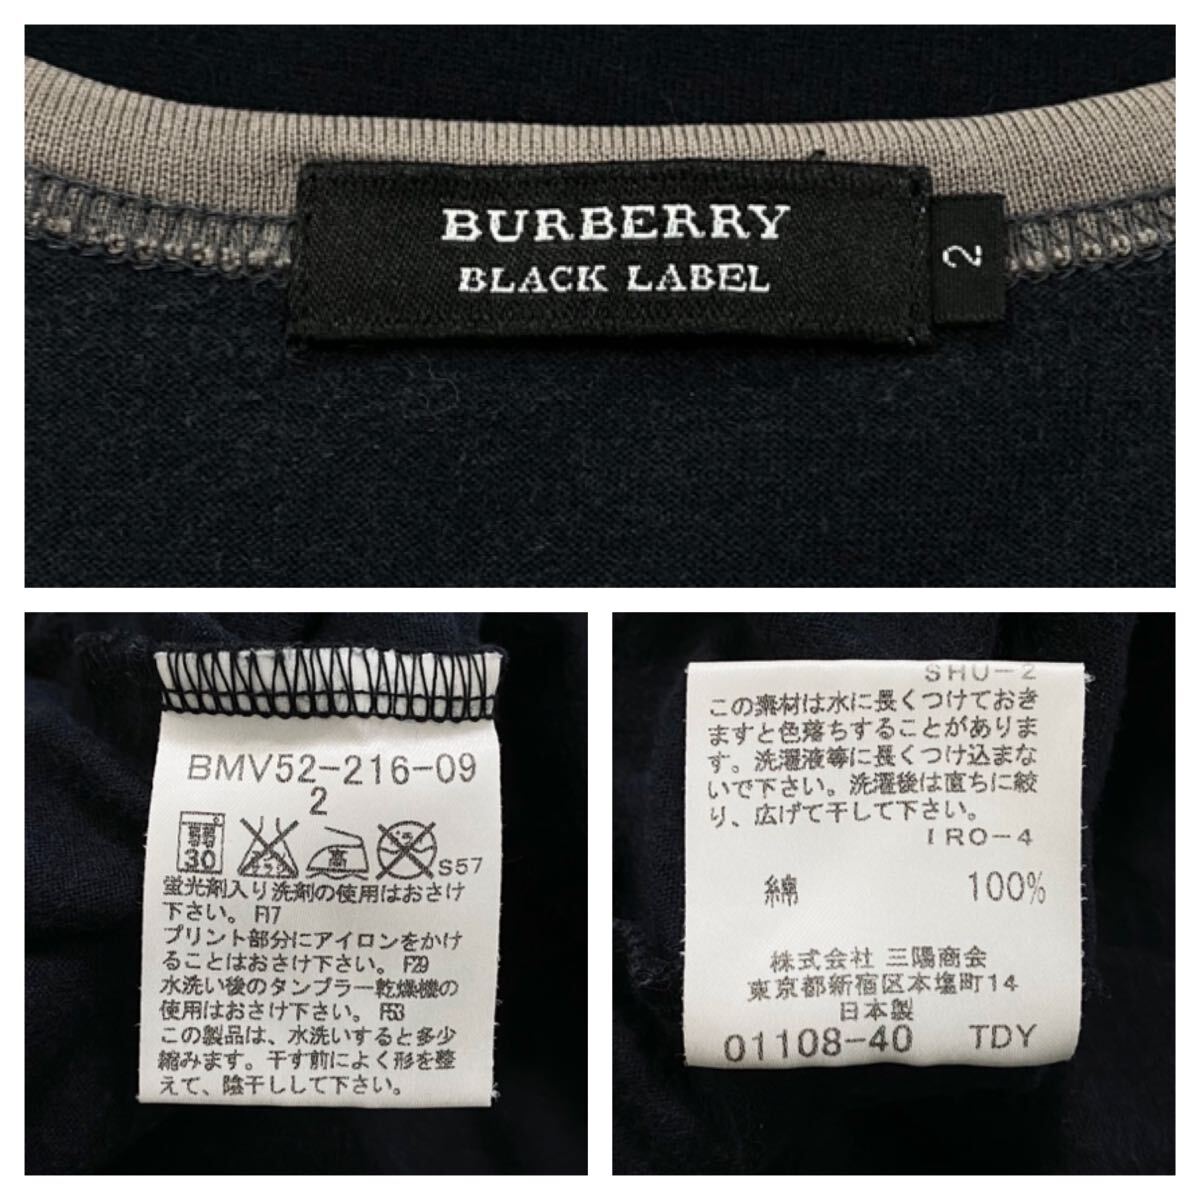 BURBERRY
BLACK LABEL
2
BMV52-216-09
2
30
高
S57
蛍光剤入り洗剤の使用はおさけ
下さい。 F17
プリント部分にアイロンをかけ
ることはおさけ下さい。 F29
水洗い後のタンブラー乾燥機の
使用はおさけ下さい。 F53
この製品は、水洗いすると多少
縮みます。干す前によく形を整
えて、陰干しして下さい。
SHU-2
この素材は水に長くつけておき
ますと色落ちすることがありま
す。洗濯液等に長くつけ込まな
いで下さい。洗濯後は直ちに絞
り、広げて干して下さい。
IRO-4
綿 100%
株式会社 三陽商会
東京都新宿区本塩町14
日本製
01108-40 TDY